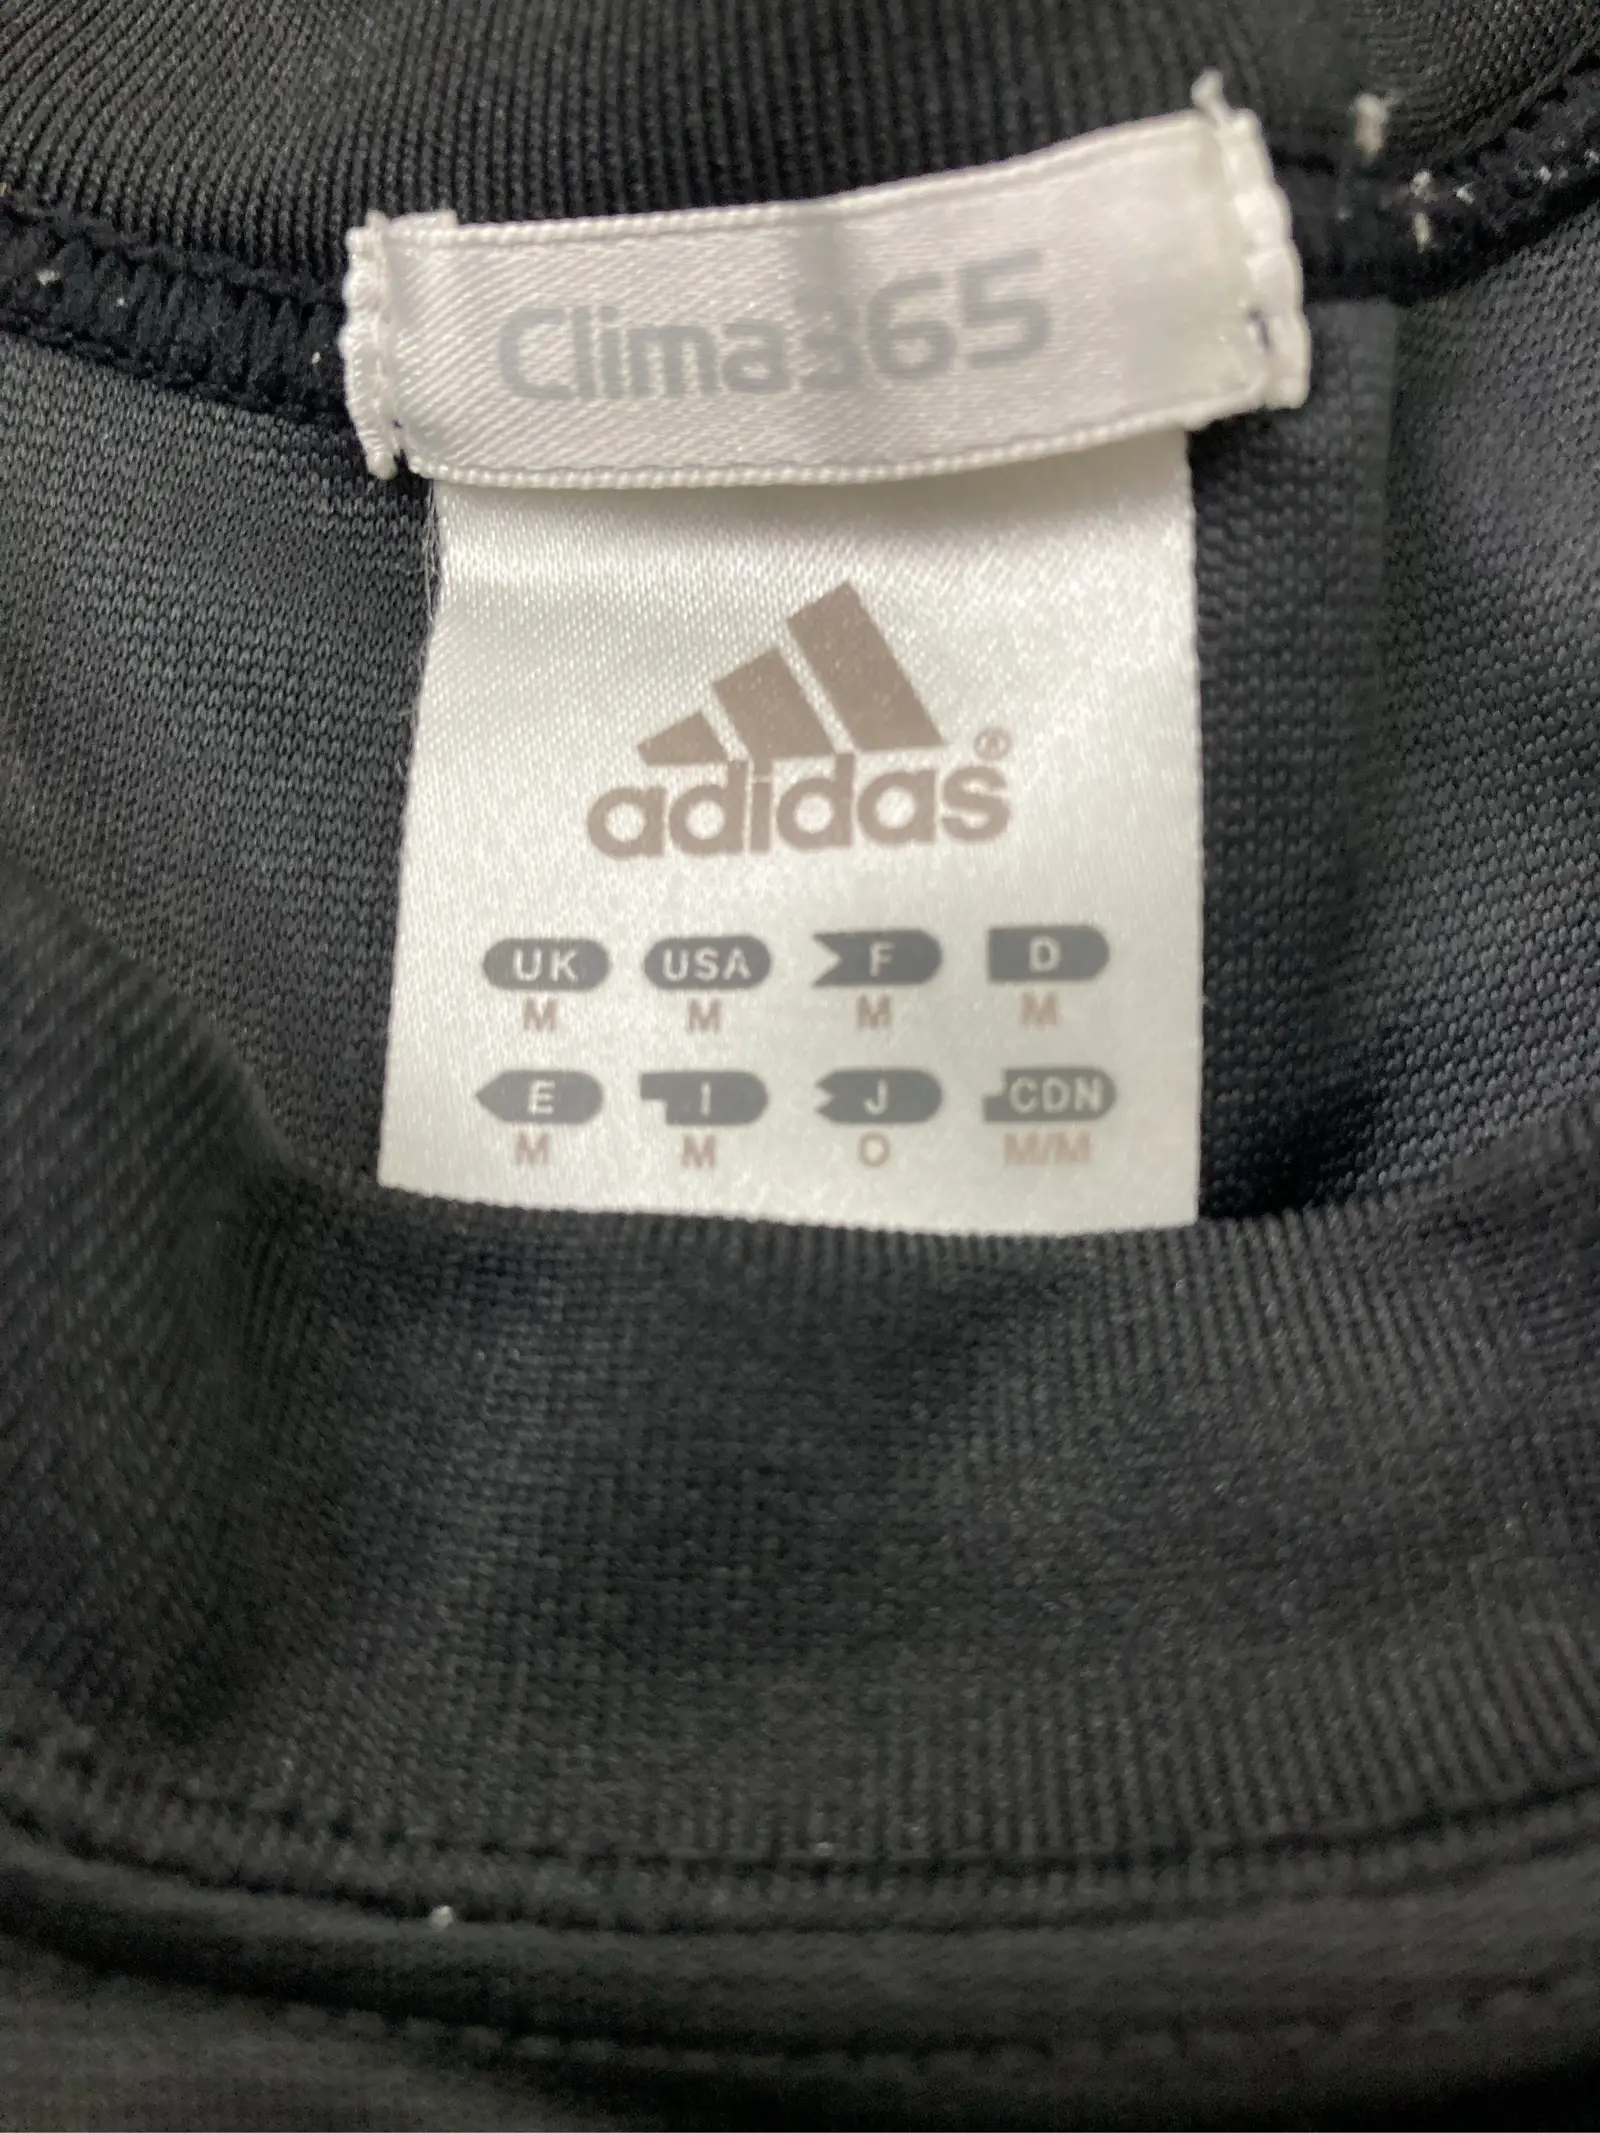 Clima365
adidas®
UK USA F D
M M M M
E I J CDN
M M O M/M